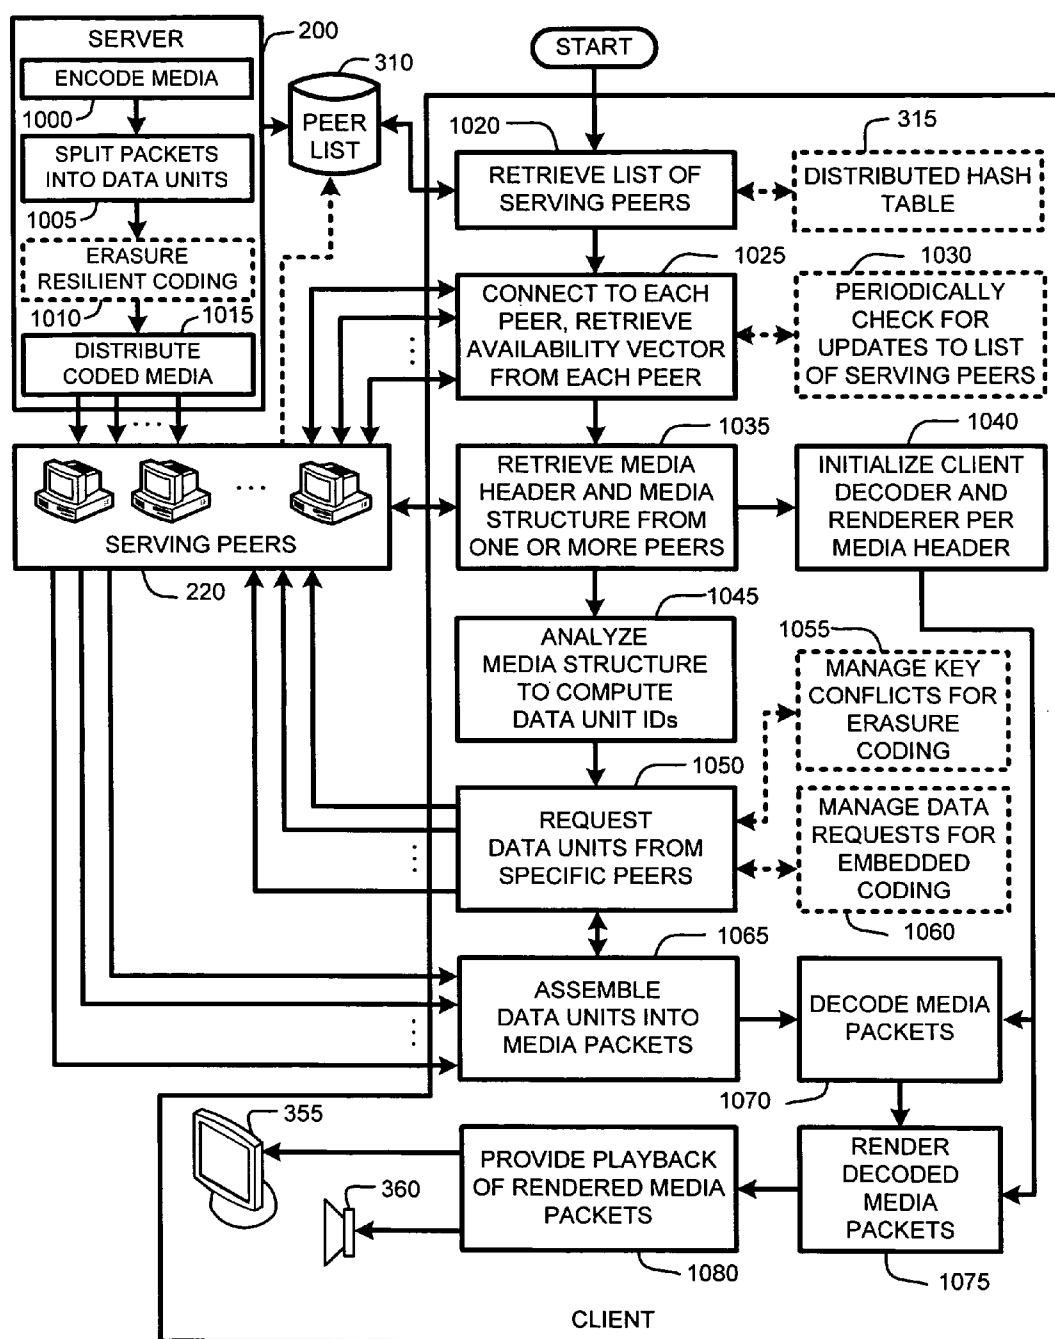 SERVER
200
ENCODE MEDIA
1000
SPLIT PACKETS
INTO DATA UNITS
1005
ERASURE
RESILIENT CODING
1010
1015
DISTRIBUTE
CODED MEDIA
310
PEER
LIST
START
1020
RETRIEVE LIST OF
SERVING PEERS
315
DISTRIBUTED HASH
TABLE
1025
CONNECT TO EACH
PEER, RETRIEVE
AVAILABILITY VECTOR
FROM EACH PEER
1030
PERIODICALLY
CHECK FOR
UPDATES TO LIST
OF SERVING PEERS
SERVING PEERS
220
1035
RETRIEVE MEDIA
HEADER AND MEDIA
STRUCTURE FROM
ONE OR MORE PEERS
1040
INITIALIZE CLIENT
DECODER AND
RENDERER PER
MEDIA HEADER
1045
ANALYZE
MEDIA STRUCTURE
TO COMPUTE
DATA UNIT IDs
1055
MANAGE KEY
CONFLICTS FOR
ERASURE
CODING
1050
REQUEST
DATA UNITS FROM
SPECIFIC PEERS
MANAGE DATA
REQUESTS FOR
EMBEDDED
CODING
1060
1065
ASSEMBLE
DATA UNITS INTO
MEDIA PACKETS
DECODE MEDIA
PACKETS
1070
355
360
PROVIDE PLAYBACK
OF RENDERED MEDIA
PACKETS
1080
RENDER
DECODED
MEDIA
PACKETS
1075
CLIENT